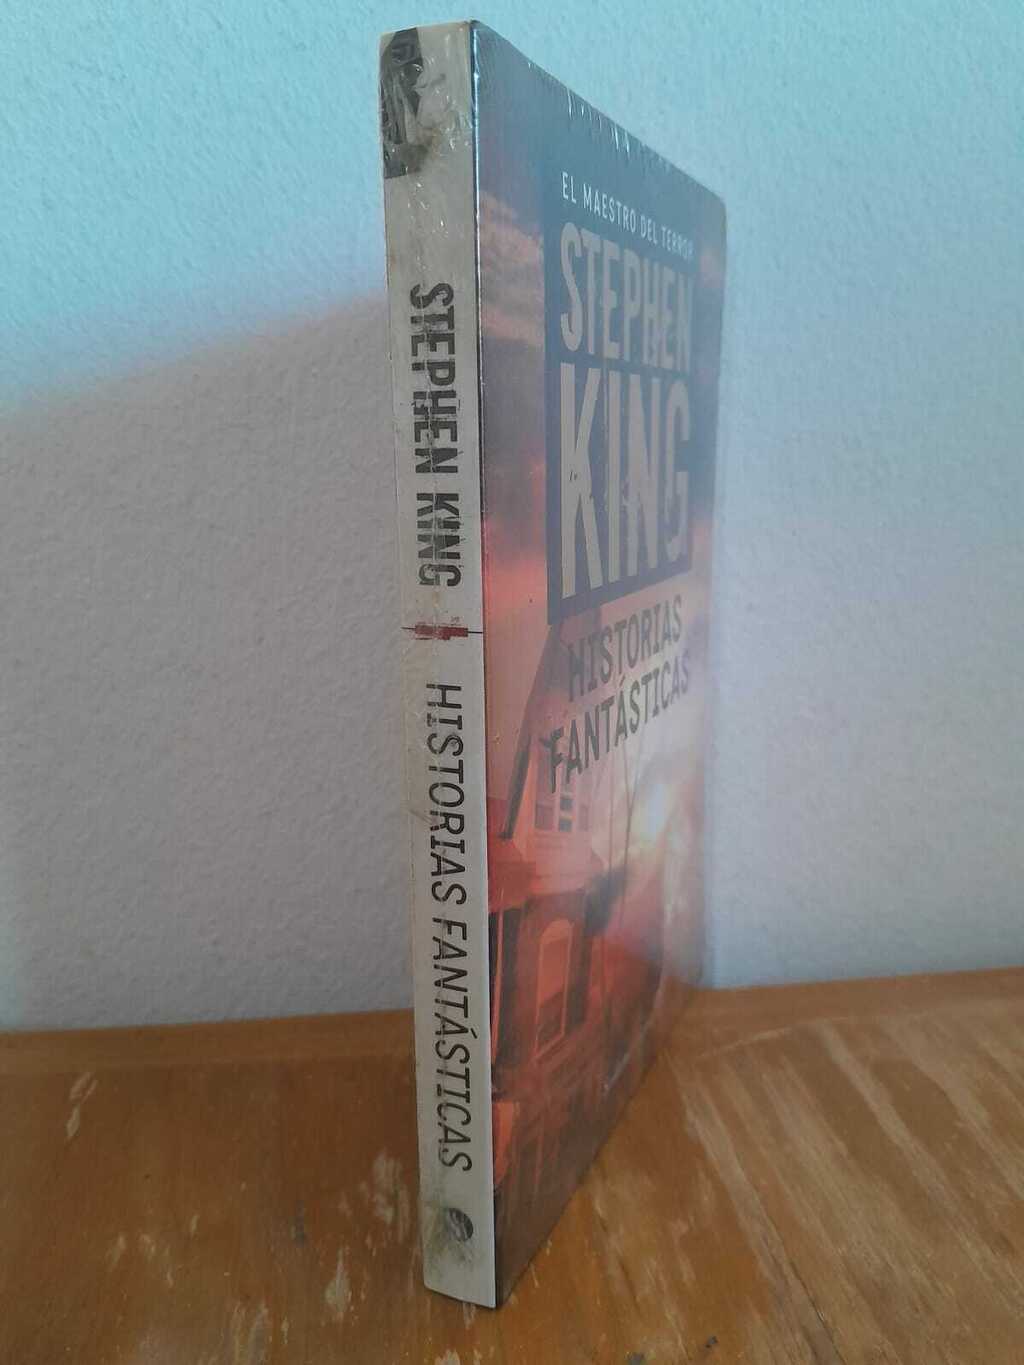 STEPHEN KING
HISTORIAS FANTÁSTICAS
EL MAESTRO DEL TERROR
STEPHEN
KING
HISTORIAS
FANTÁSTICAS